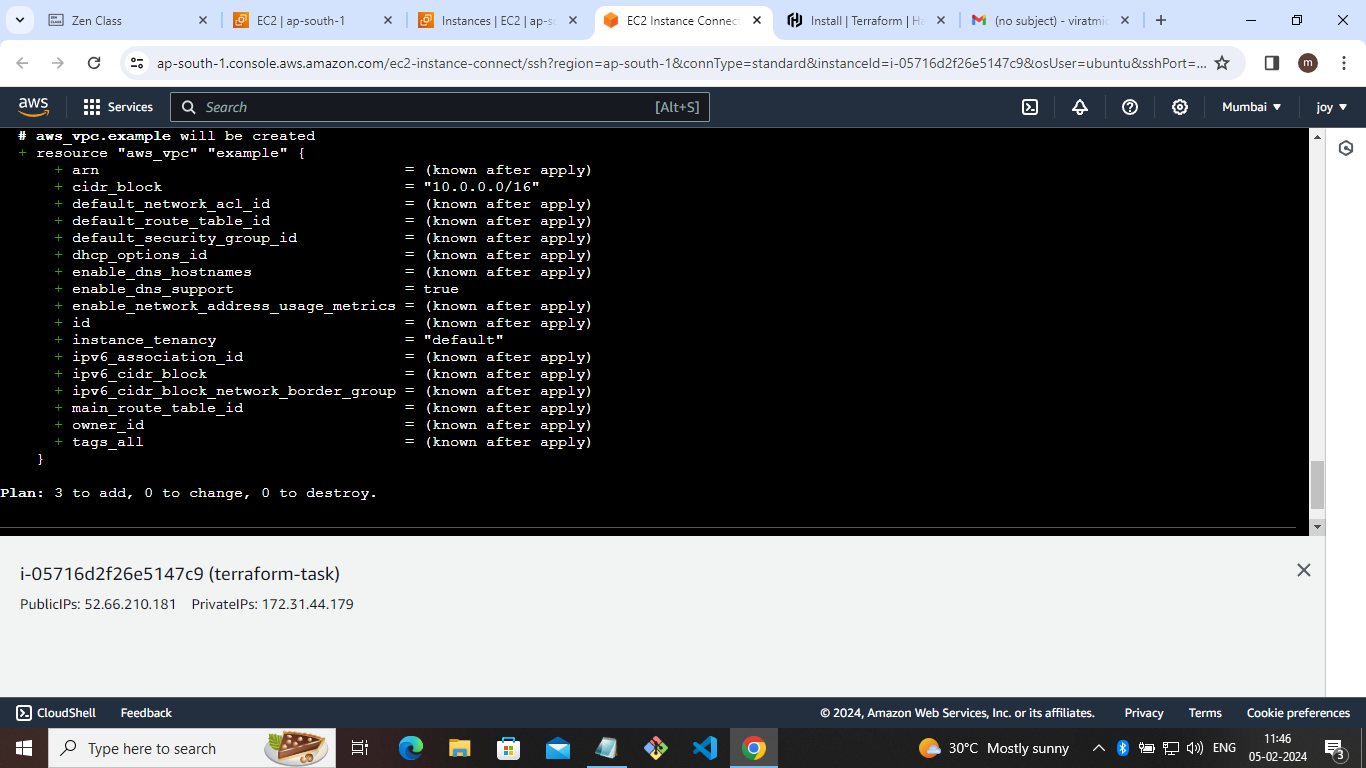 Zen Class
EC2 | ap-south-1
Instances | EC2 | ap-sc
EC2 Instance Connect
Install | Terraform | Ha
(no subject) - viratmic
ap-south-1.console.aws.amazon.com/ec2-instance-connect/ssh?region=ap-south-1&connType=standard&instanceId=i-05716d2f26e5147c9&osUser=ubuntu&sshPort=...
m
aws
Services
Search
[Alt+S]
Mumbai
joy
# aws_vpc.example will be created
+ resource "aws_vpc" "example" {
+ arn = (known after apply)
+ cidr_block = "10.0.0.0/16"
+ default_network_acl_id = (known after apply)
+ default_route_table_id = (known after apply)
+ default_security_group_id = (known after apply)
+ dhcp_options_id = (known after apply)
+ enable_dns_hostnames = (known after apply)
+ enable_dns_support = true
+ enable_network_address_usage_metrics = (known after apply)
+ id = (known after apply)
+ instance_tenancy = "default"
+ ipv6_association_id = (known after apply)
+ ipv6_cidr_block = (known after apply)
+ ipv6_cidr_block_network_border_group = (known after apply)
+ main_route_table_id = (known after apply)
+ owner_id = (known after apply)
+ tags_all = (known after apply)
}
Plan: 3 to add, 0 to change, 0 to destroy.
i-05716d2f26e5147c9 (terraform-task)
PublicIPs: 52.66.210.181 PrivateIPs: 172.31.44.179
CloudShell
Feedback
© 2024, Amazon Web Services, Inc. or its affiliates.
Privacy
Terms
Cookie preferences
Type here to search
30°C Mostly sunny
ENG
11:46
05-02-2024
3